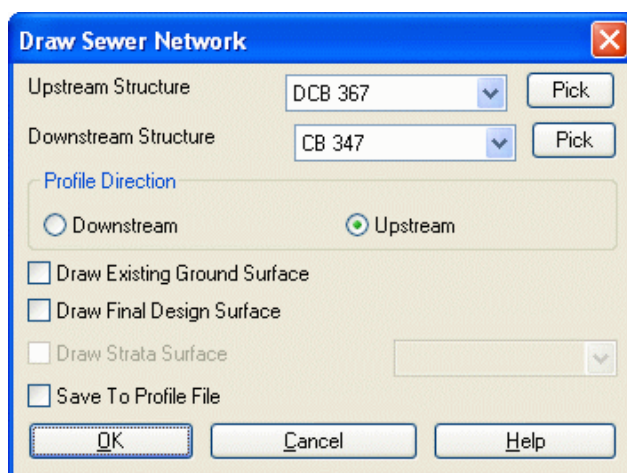 Draw Sewer Network
Upstream Structure DCB 367 Pick
Downstream Structure CB 347 Pick
Profile Direction
Downstream Upstream
Draw Existing Ground Surface
Draw Final Design Surface
Draw Strata Surface
Save To Profile File
OK Cancel Help